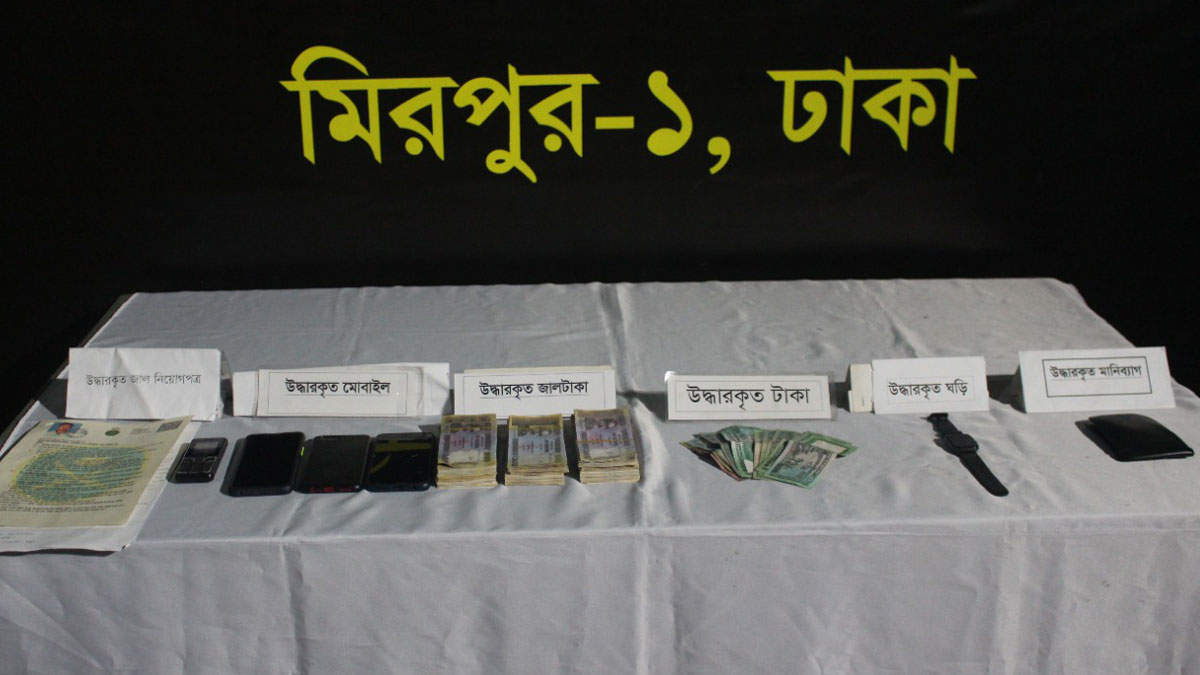 মিরপুর-১, ঢাকা
উদ্ধারকৃত জাল নিয়োগপত্র
উদ্ধারকৃত মোবাইল
উদ্ধারকৃত জালটাকা
উদ্ধারকৃত টাকা
উদ্ধারকৃত ঘড়ি
উদ্ধারকৃত মানিব্যাগ